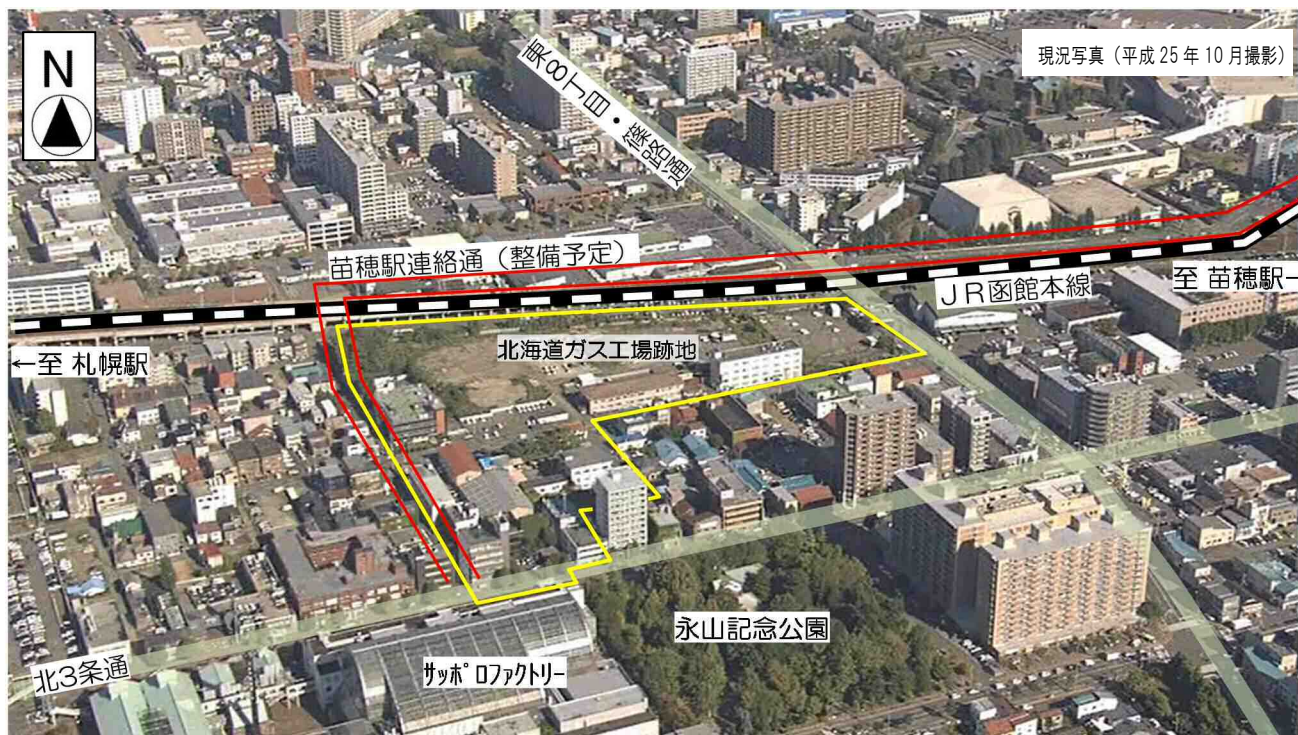 N
現況写真（平成25年10月撮影）
東8丁目・篠路通
苗穂駅連絡通（整備予定）
JR函館本線
至 苗穂駅→
←至 札幌駅
北海道ガス工場跡地
永山記念公園
北3条通
サッポロファクトリー